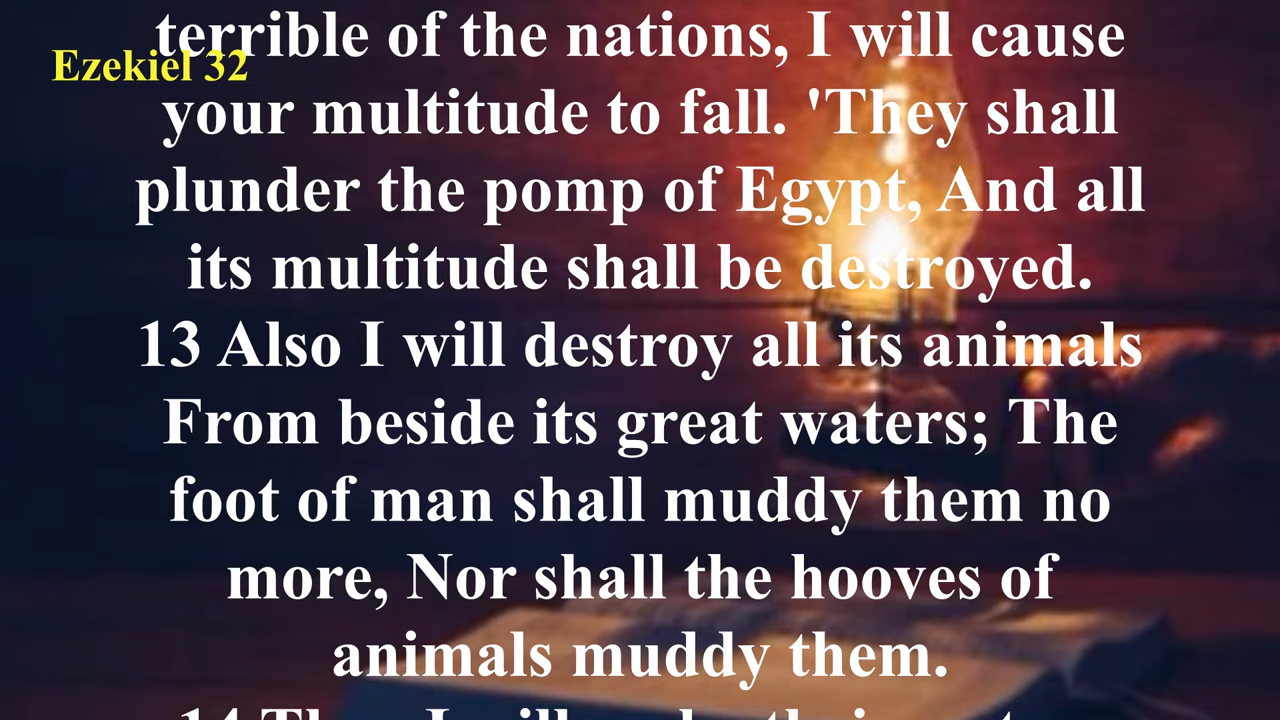 terrible of the nations, I will cause
Ezekiel 32
your multitude to fall. 'They shall
plunder the pomp of Egypt, And all
its multitude shall be destroyed.
13 Also I will destroy all its animals
From beside its great waters; The
foot of man shall muddy them no
more, Nor shall the hooves of
animals muddy them.